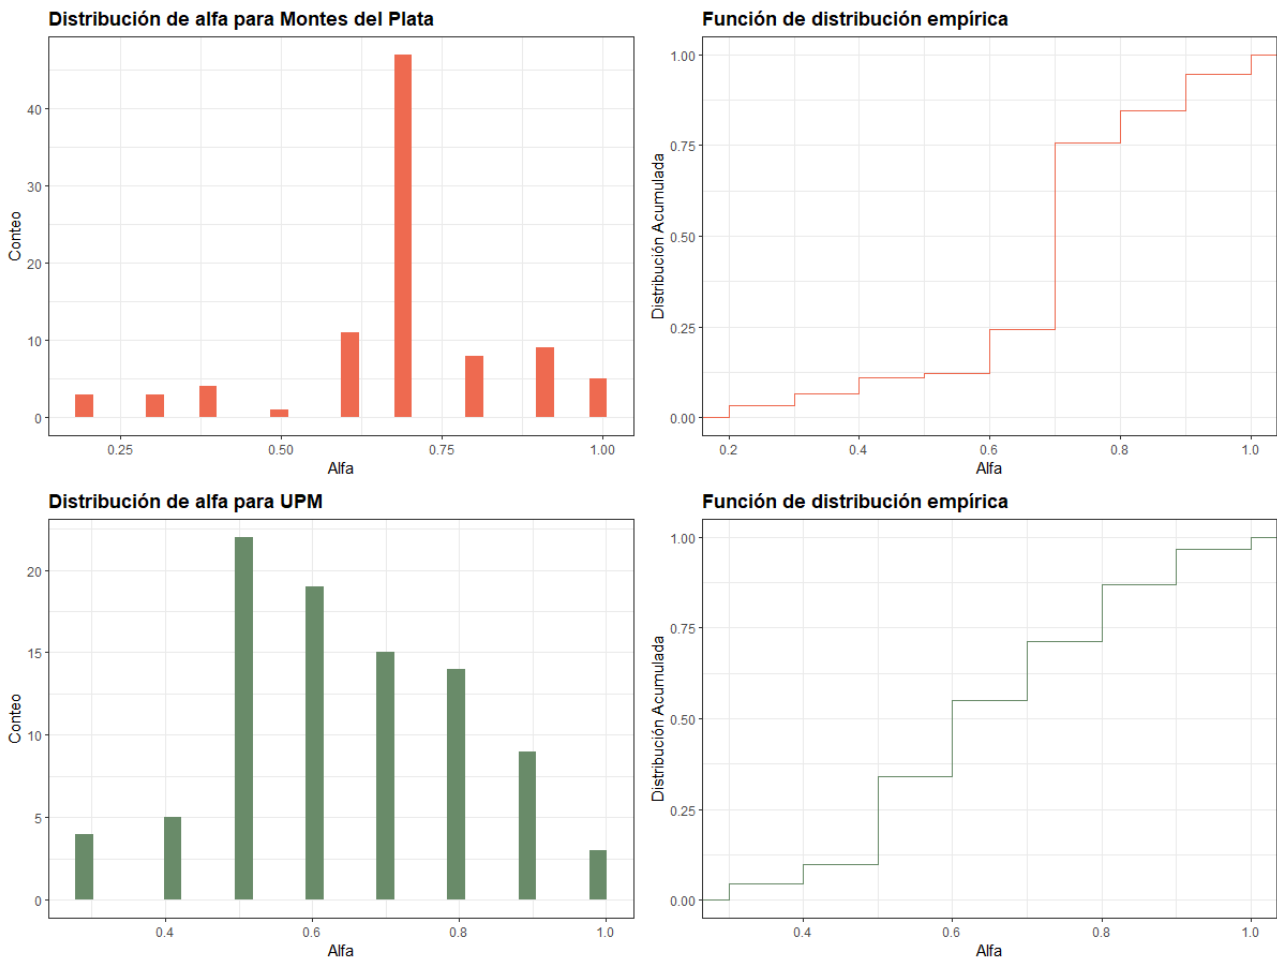 Distribución de alfa para Montes del Plata
Conteo
40
30
20
10
0
0.25 0.50 0.75 1.00
Alfa
Función de distribución empírica
Distribución Acumulada
1.00
0.75
0.50
0.25
0.00
0.2 0.4 0.6 0.8 1.0
Alfa
Distribución de alfa para UPM
Conteo
20
15
10
5
0
0.4 0.6 0.8 1.0
Alfa
Función de distribución empírica
Distribución Acumulada
1.00
0.75
0.50
0.25
0.00
0.4 0.6 0.8 1.0
Alfa